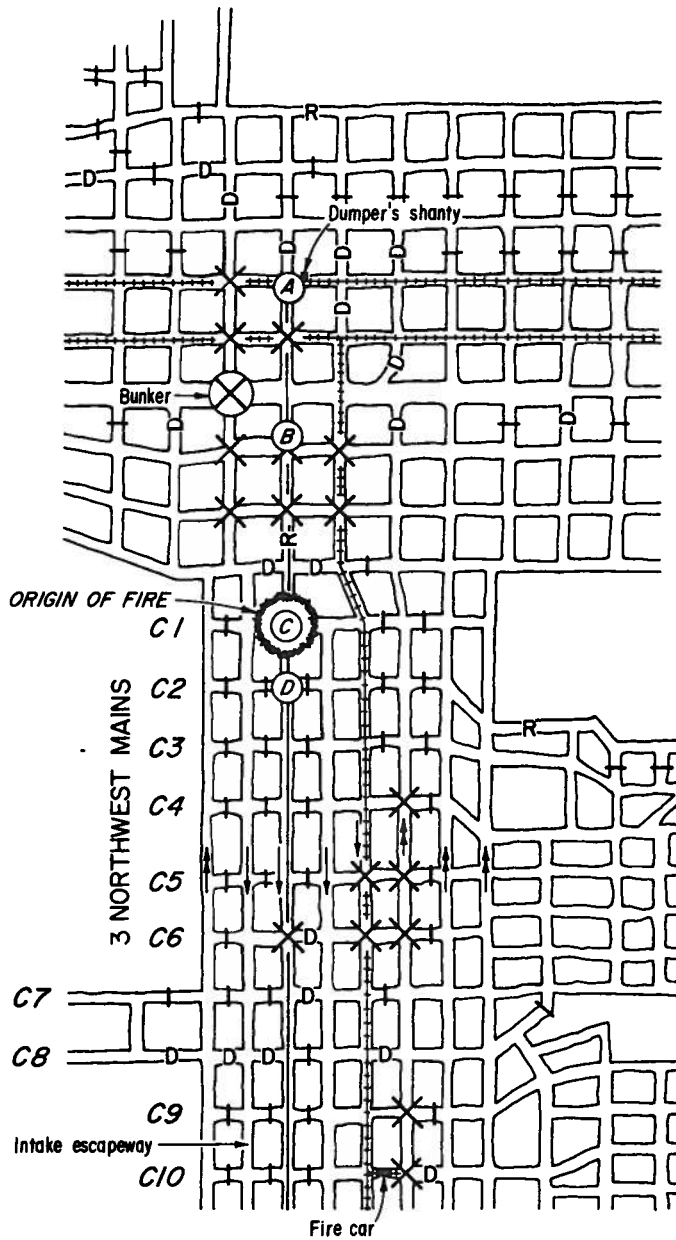 R
D
D
D
Dumper's shanty
D
D
D
A
D
D
Bunker
D
D
D
B
R
D
D
ORIGIN OF FIRE
C
C1
C2
D
C3
R
3 NORTHWEST MAINS
C4
C5
C6
D
C7
D
C8
D
D
D
D
C9
Intake escapeway
C10
D
Fire car